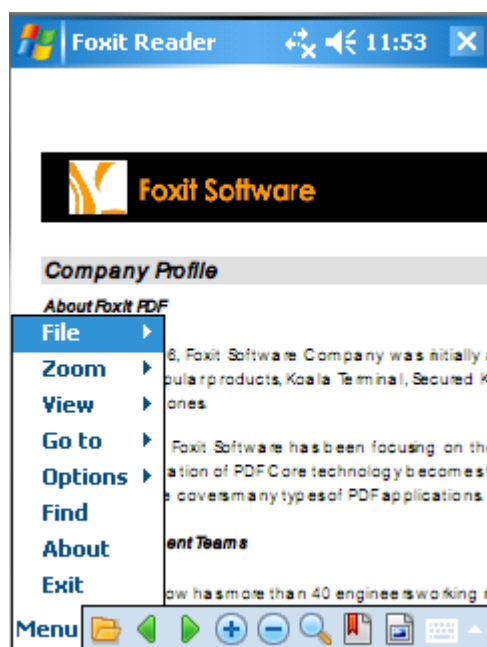 Foxit Reader 11:53
Foxit Software
Company Profile
About Foxit PDF
File
6, Foxit Software Company was initially
Zoom
pular products, Koala Terminal, Secured K
View
ones.
Go to
Foxit Software has been focusing on the
Options
ation of PDF Core technology becomes
covers many types of PDF applications.
Find
About
ent Teams
Exit
ow has more than 40 engineers working
Menu